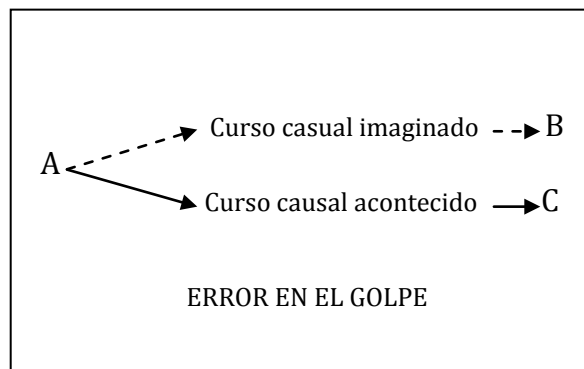 Curso casual imaginado B
A
Curso causal acontecido C
ERROR EN EL GOLPE